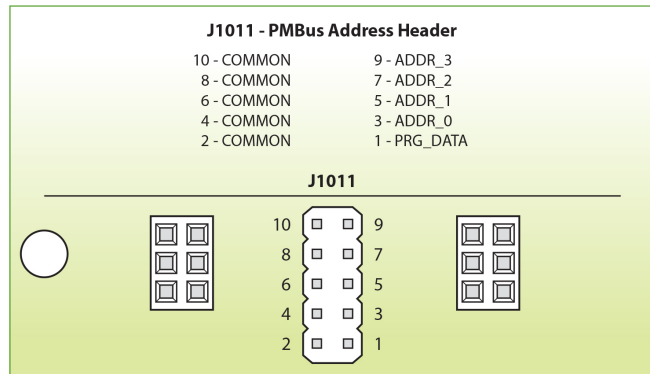 J1011 - PMBus Address Header
10 - COMMON 9 - ADDR_3
8 - COMMON 7 - ADDR_2
6 - COMMON 5 - ADDR_1
4 - COMMON 3 - ADDR_0
2 - COMMON 1 - PRG_DATA
J1011
10 9
8 7
6 5
4 3
2 1